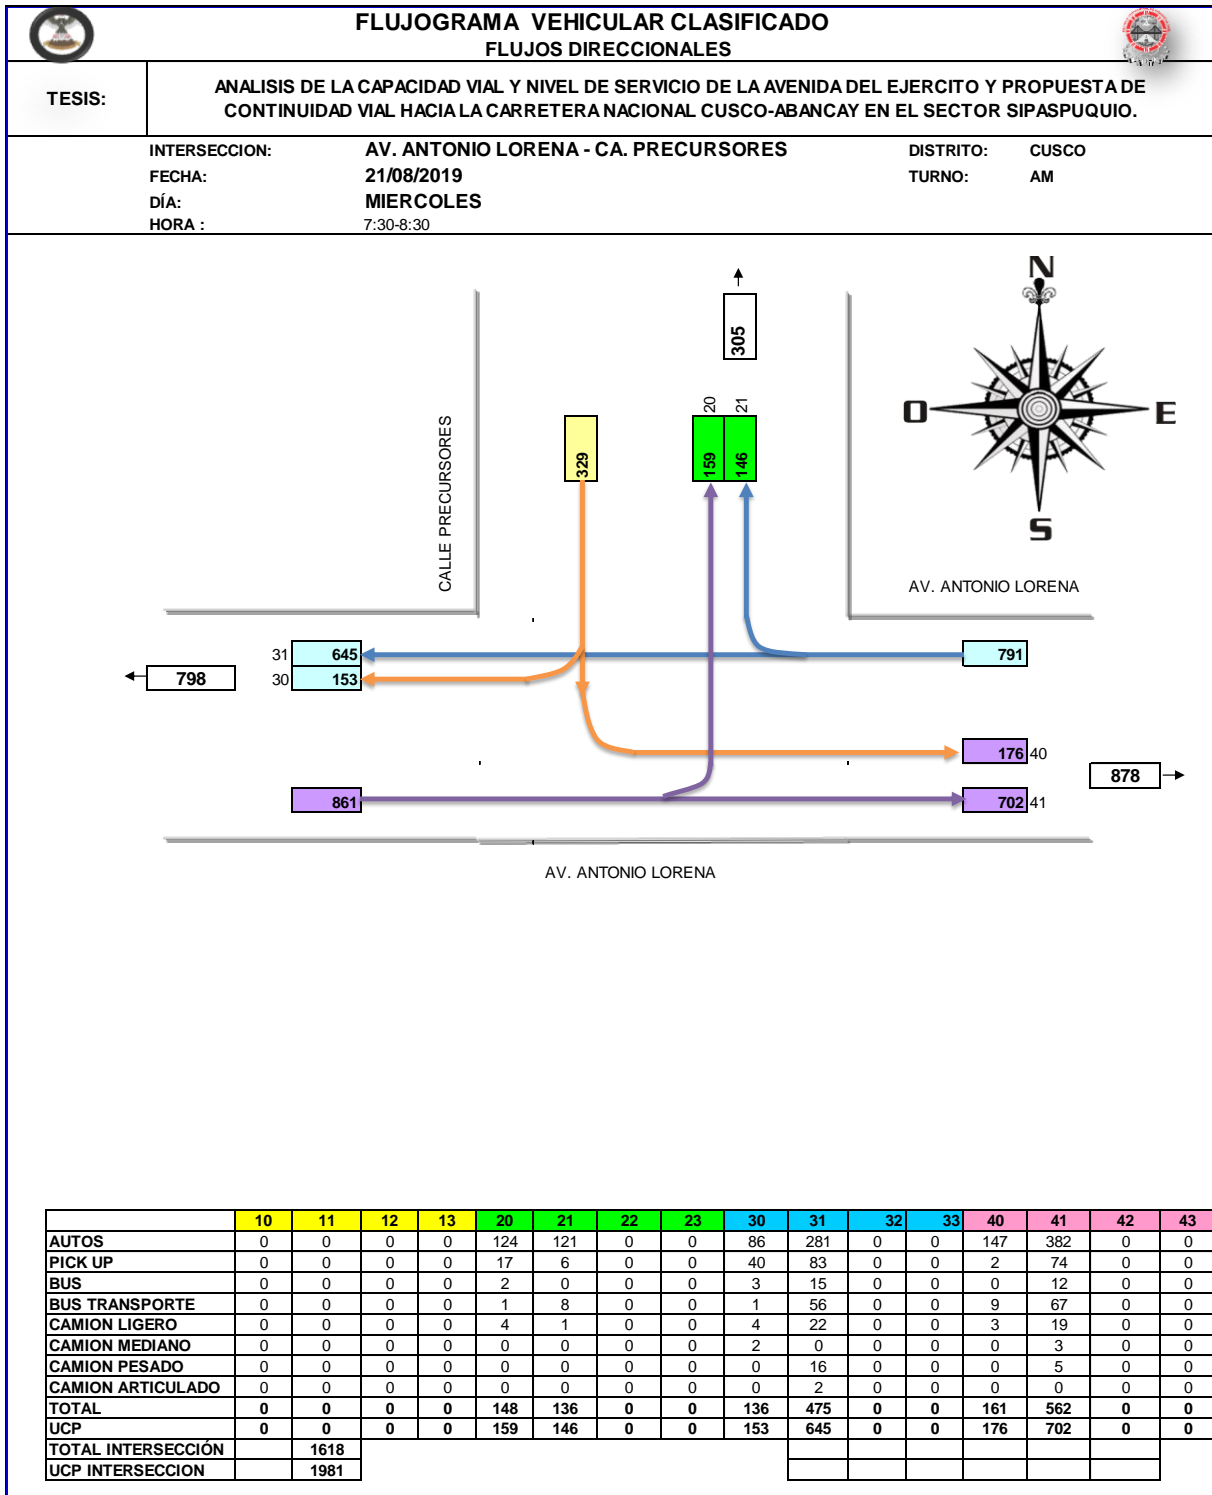 FLUJOGRAMA VEHICULAR CLASIFICADO
FLUJOS DIRECCIONALES
TESIS:
ANALISIS DE LA CAPACIDAD VIAL Y NIVEL DE SERVICIO DE LA AVENIDA DEL EJERCITO Y PROPUESTA DE
CONTINUIDAD VIAL HACIA LA CARRETERA NACIONAL CUSCO-ABANCAY EN EL SECTOR SIPASPUQUIO.
INTERSECCION: AV. ANTONIO LORENA - CA. PRECURSORES DISTRITO: CUSCO
FECHA: 21/08/2019 TURNO: AM
DÍA: MIERCOLES
HORA : 7:30-8:30
N
O E
S
305
20 21
329 159 146
CALLE PRECURSORES
AV. ANTONIO LORENA
31 645 791
798 30 153
176 40
878
861 702 41
AV. ANTONIO LORENA
10 11 12 13 20 21 22 23 30 31 32 33 40 41 42 43
AUTOS 0 0 0 0 124 121 0 0 86 281 0 0 147 382 0 0
PICK UP 0 0 0 0 17 6 0 0 40 83 0 0 2 74 0 0
BUS 0 0 0 0 2 0 0 0 3 15 0 0 0 12 0 0
BUS TRANSPORTE 0 0 0 0 1 8 0 0 1 56 0 0 9 67 0 0
CAMION LIGERO 0 0 0 0 4 1 0 0 4 22 0 0 3 19 0 0
CAMION MEDIANO 0 0 0 0 0 0 0 0 2 0 0 0 0 3 0 0
CAMION PESADO 0 0 0 0 0 0 0 0 0 16 0 0 0 5 0 0
CAMION ARTICULADO 0 0 0 0 0 0 0 0 0 2 0 0 0 0 0 0
TOTAL 0 0 0 0 148 136 0 0 136 475 0 0 161 562 0 0
UCP 0 0 0 0 159 146 0 0 153 645 0 0 176 702 0 0
TOTAL INTERSECCIÓN 1618
UCP INTERSECCION 1981